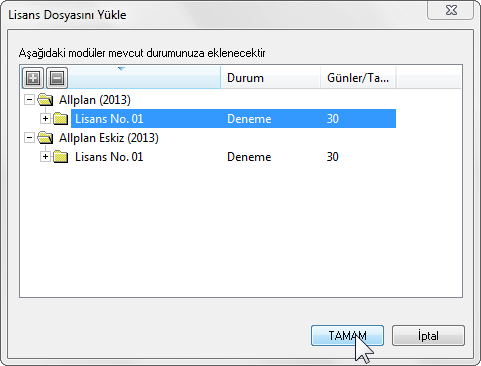 Lisans Dosyasını Yükle
Aşağıdaki modüler mevcut durumunuza eklenecektir
Durum Günler/Ta...
Allplan (2013)
Lisans No. 01 Deneme 30
Allplan Eskiz (2013)
Lisans No. 01 Deneme 30
TAMAM İptal